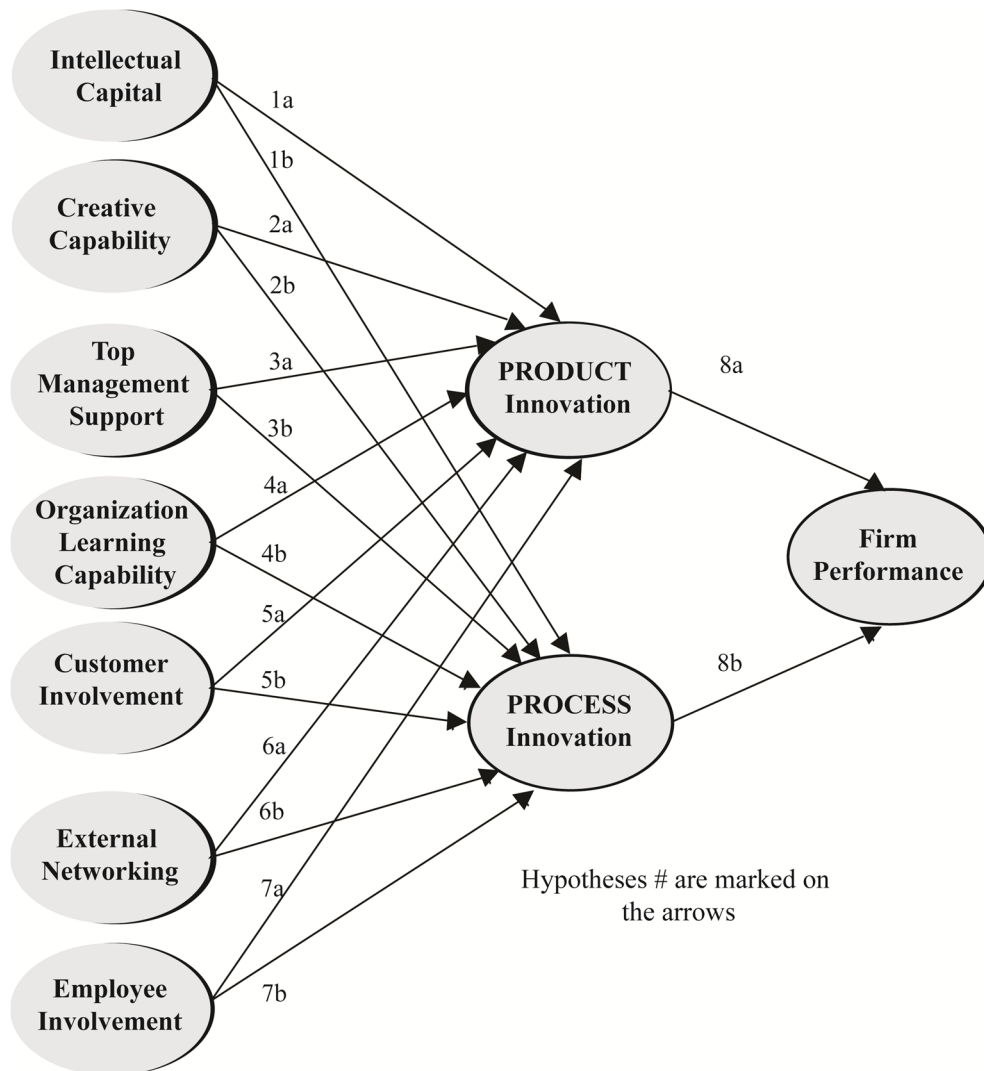 Intellectual
Capital
1a
1b
Creative
Capability
2a
2b
Top
Management
Support
3a
3b
PRODUCT
Innovation
8a
Organization
Learning
Capability
4a
4b
Firm
Performance
Customer
Involvement
5a
5b
PROCESS
Innovation
8b
External
Networking
6a
6b
Hypotheses # are marked on
the arrows
Employee
Involvement
7a
7b